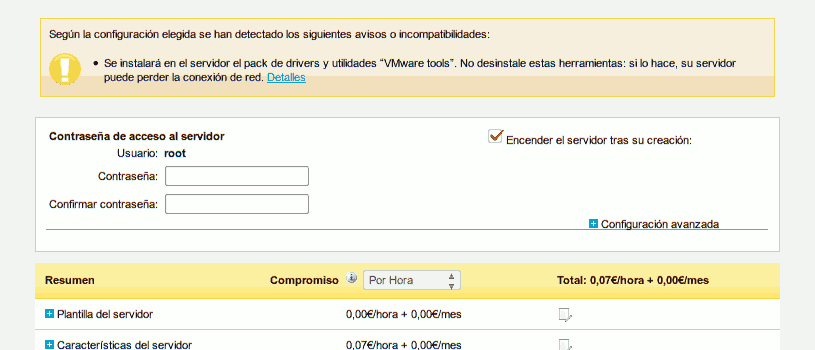 Según la configuración elegida se han detectado los siguientes avisos o incompatibilidades:
• Se instalará en el servidor el pack de drivers y utilidades “VMware tools”. No desinstale estas herramientas: si lo hace, su servidor
puede perder la conexión de red. Detalles
Contraseña de acceso al servidor
Encender el servidor tras su creación:
Usuario: root
Contraseña:
Confirmar contraseña:
Configuración avanzada
Resumen Compromiso Por Hora Total: 0,07€/hora + 0,00€/mes
Plantilla del servidor 0,00€/hora + 0,00€/mes
Características del servidor 0,07€/hora + 0,00€/mes